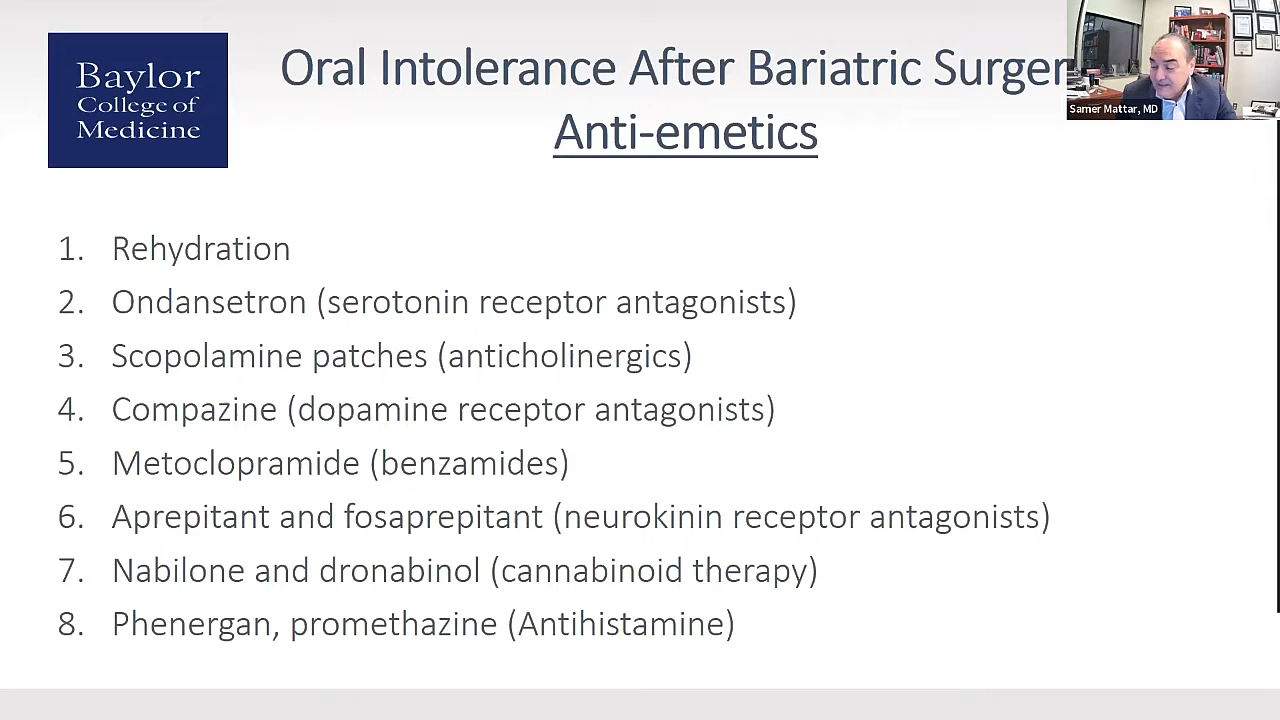 Baylor
College of
Medicine
Oral Intolerance After Bariatric Surger
Anti-emetics
Samer Mattar, MD
1. Rehydration
2. Ondansetron (serotonin receptor antagonists)
3. Scopolamine patches (anticholinergics)
4. Compazine (dopamine receptor antagonists)
5. Metoclopramide (benzamides)
6. Aprepitant and fosaprepitant (neurokinin receptor antagonists)
7. Nabilone and dronabinol (cannabinoid therapy)
8. Phenergan, promethazine (Antihistamine)